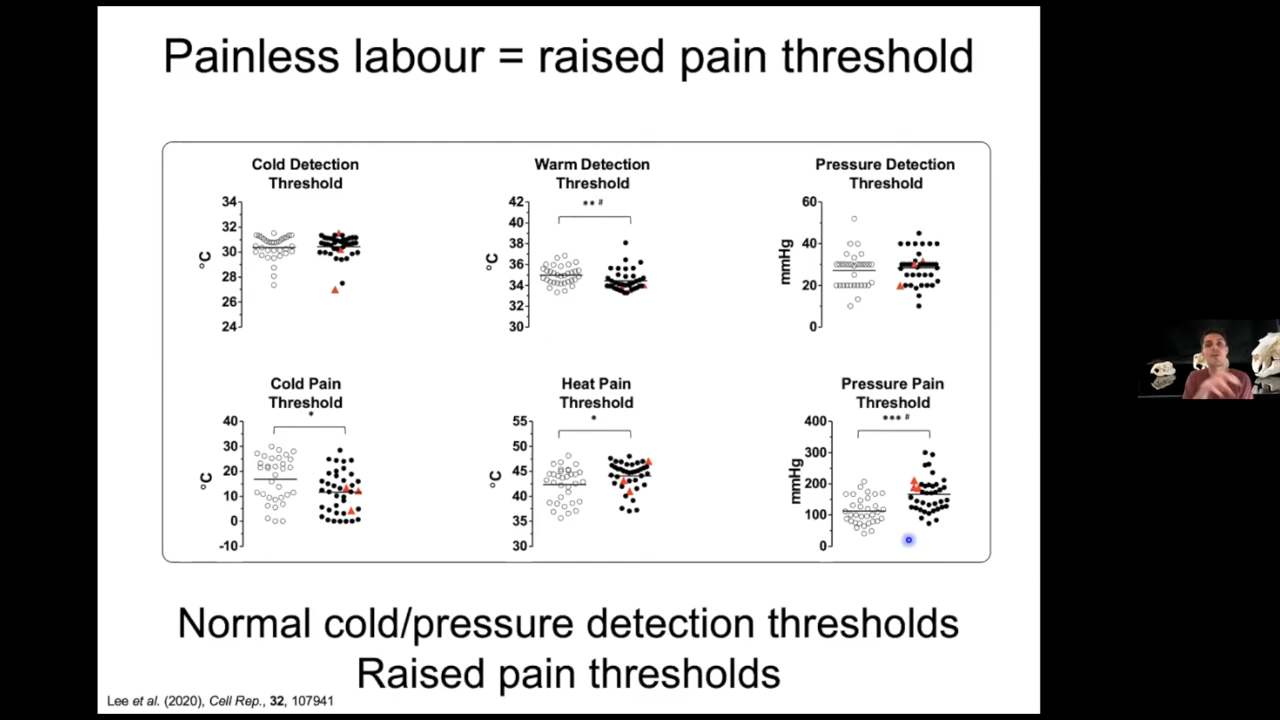 Painless labour = raised pain threshold
Cold Detection
Threshold
34
32
30
28
26
24
°C
Warm Detection
Threshold
** #
42
40
38
36
34
32
30
°C
Pressure Detection
Threshold
60
40
20
0
mmHg
Cold Pain
Threshold
*
40
30
20
10
0
-10
°C
Heat Pain
Threshold
*
55
50
45
40
35
30
°C
Pressure Pain
Threshold
*** #
400
300
200
100
0
mmHg
Normal cold/pressure detection thresholds
Raised pain thresholds
Lee et al. (2020), Cell Rep., 32, 107941